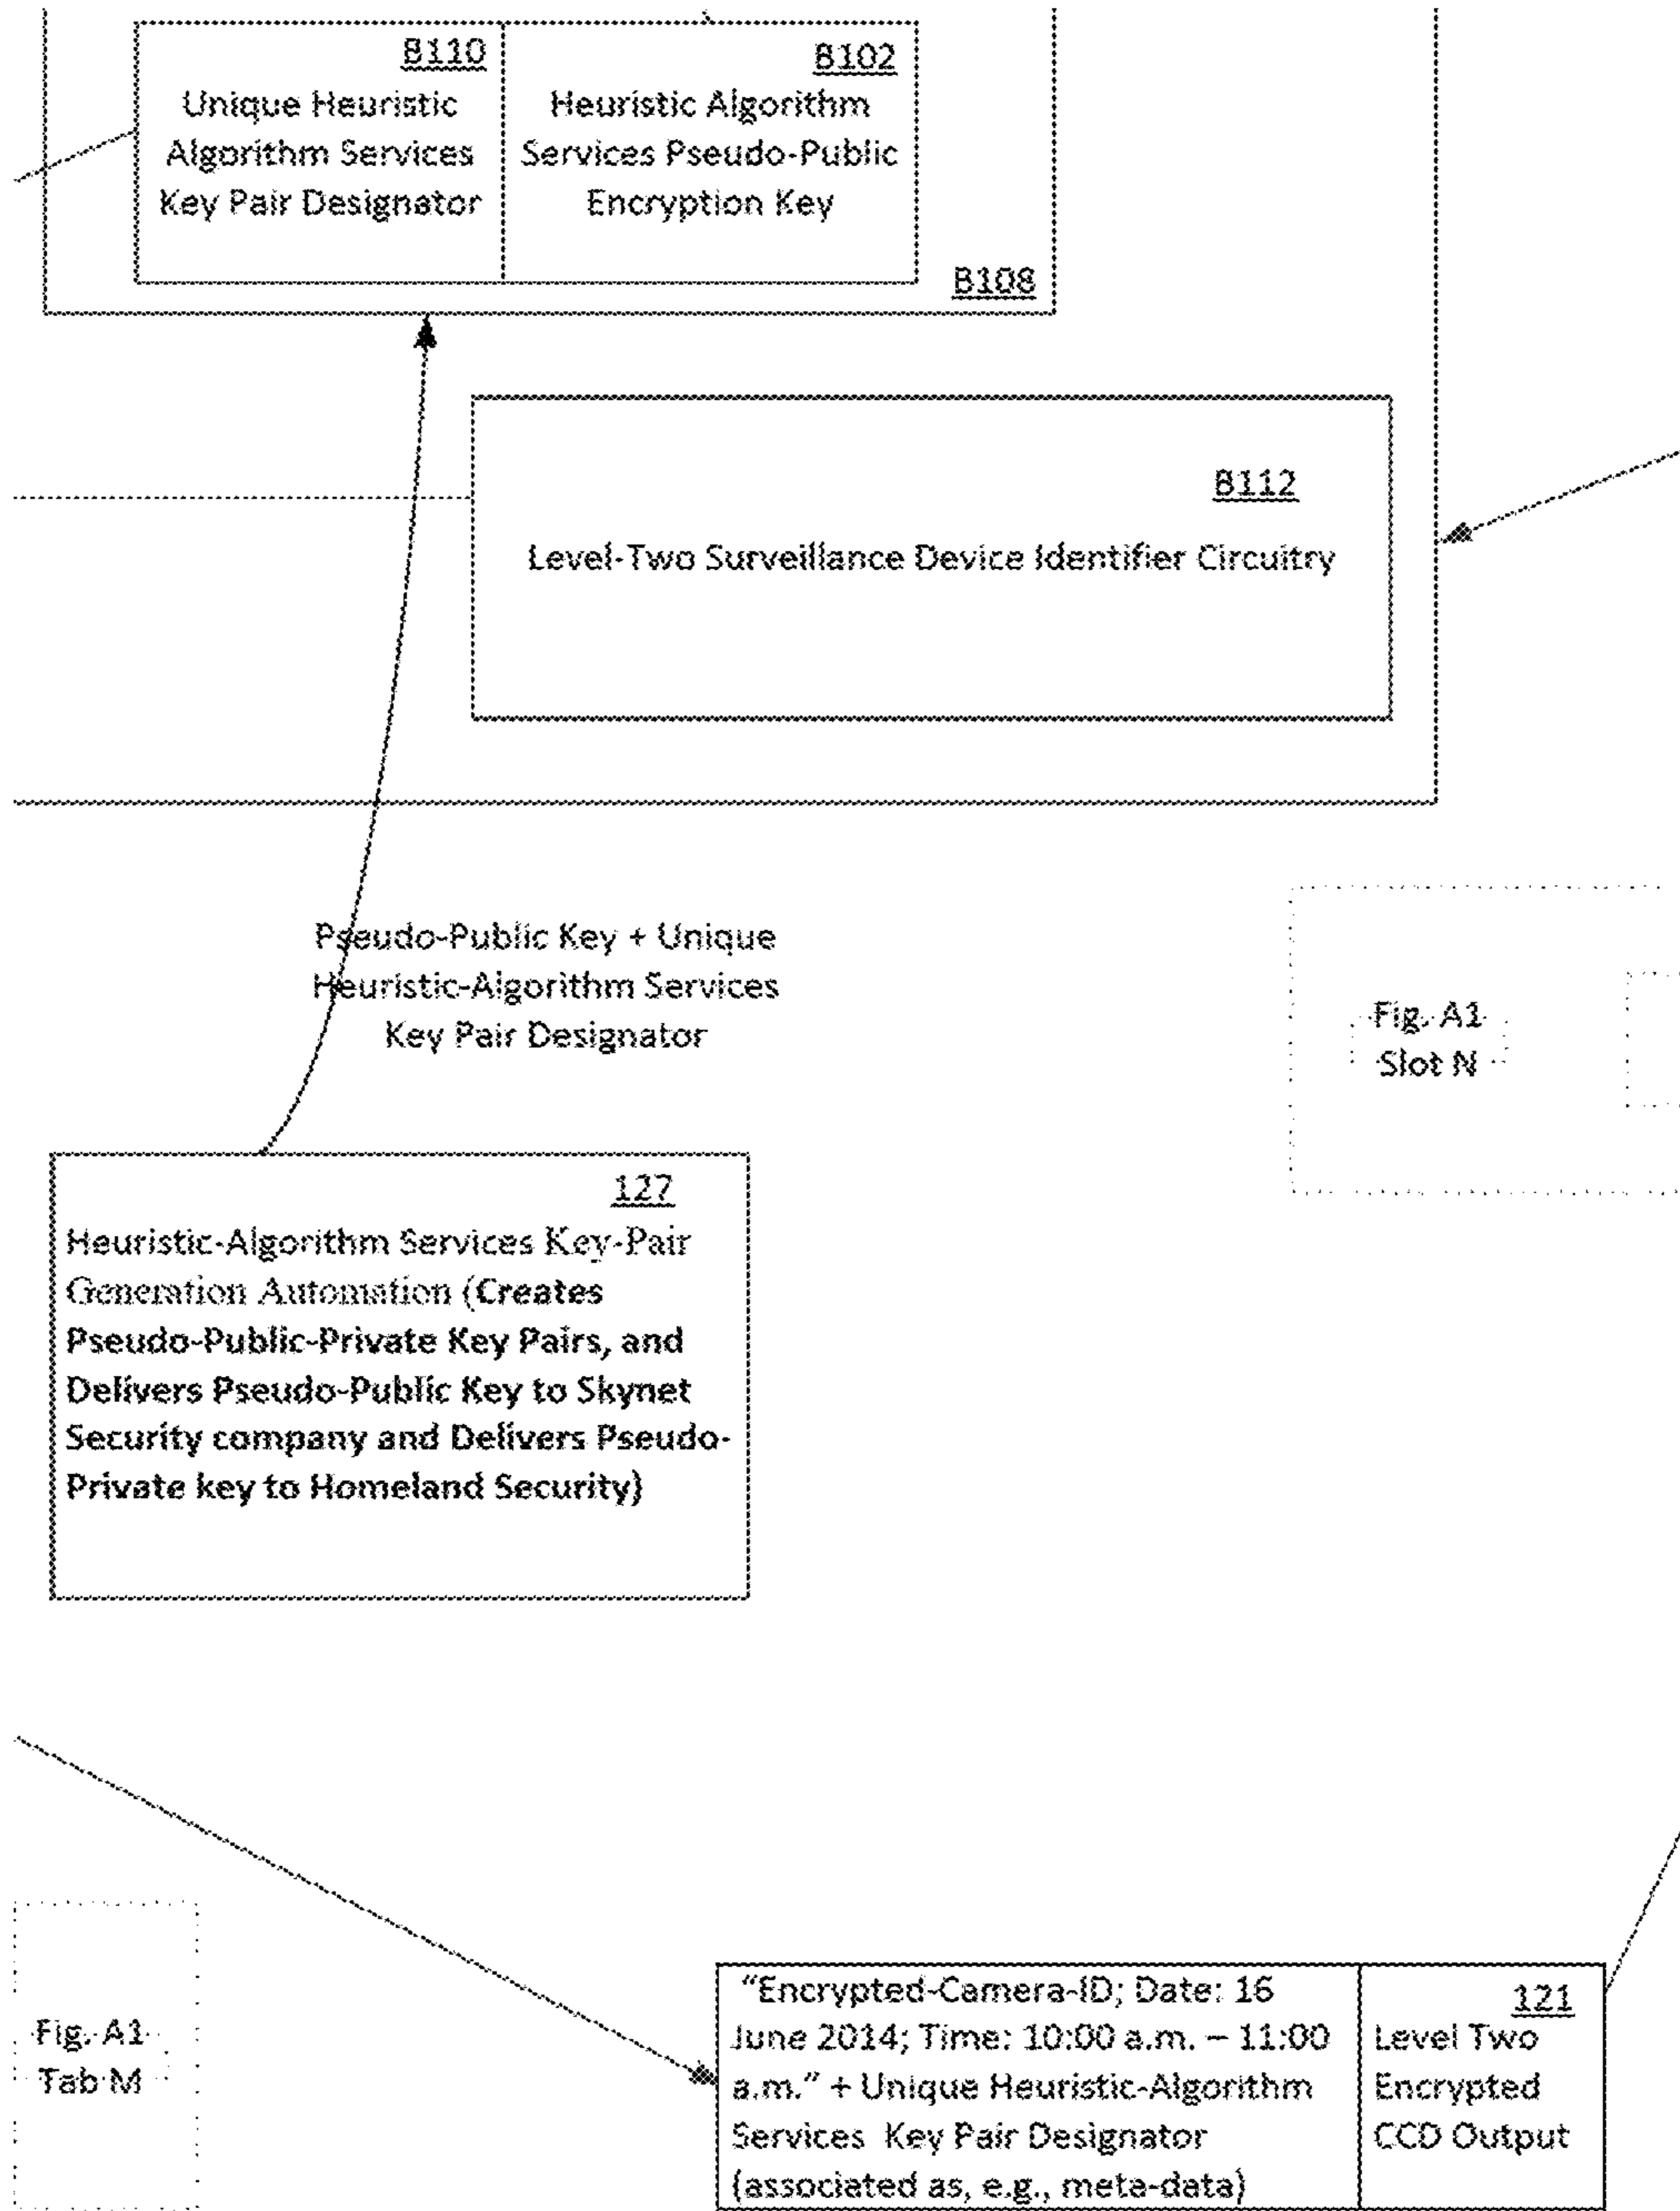 B110
Unique Heuristic
Algorithm Services
Key Pair Designator
B102
Heuristic Algorithm
Services Pseudo-Public
Encryption Key
B108
B112
Level-Two Surveillance Device Identifier Circuitry
Pseudo-Public Key + Unique
Heuristic-Algorithm Services
Key Pair Designator
Fig. A1
Slot N
127
Heuristic-Algorithm Services Key-Pair
Generation Automation (Creates
Pseudo-Public-Private Key Pairs, and
Delivers Pseudo-Public Key to Skynet
Security company and Delivers Pseudo-
Private key to Homeland Security)
Fig. A1
Tab M
“Encrypted-Camera-ID; Date: 16
June 2014; Time: 10:00 a.m. – 11:00
a.m.” + Unique Heuristic-Algorithm
Services Key Pair Designator
(associated as, e.g., meta-data)
121
Level Two
Encrypted
CCD Output